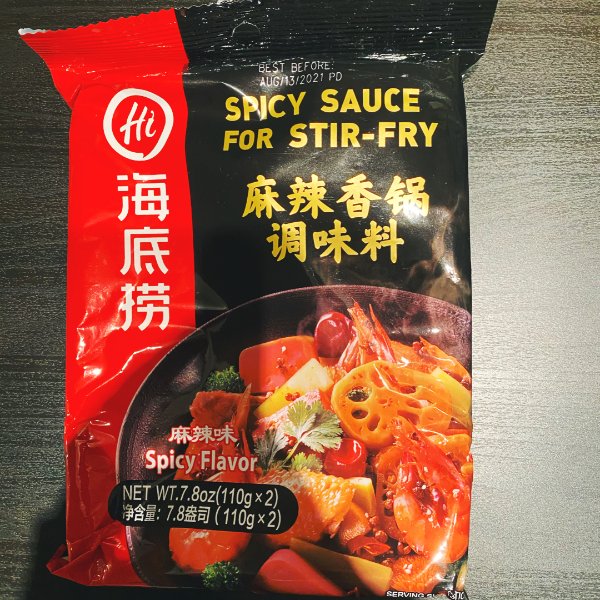 BEST BEFORE:
AUG/13/2021 PD
Hi
海底捞
SPICY SAUCE
FOR STIR-FRY
麻辣香锅
调味料
麻辣味
Spicy Flavor
NET WT.7.8oz(110g×2)
净含量：7.8盎司（110g×2）
SERVING